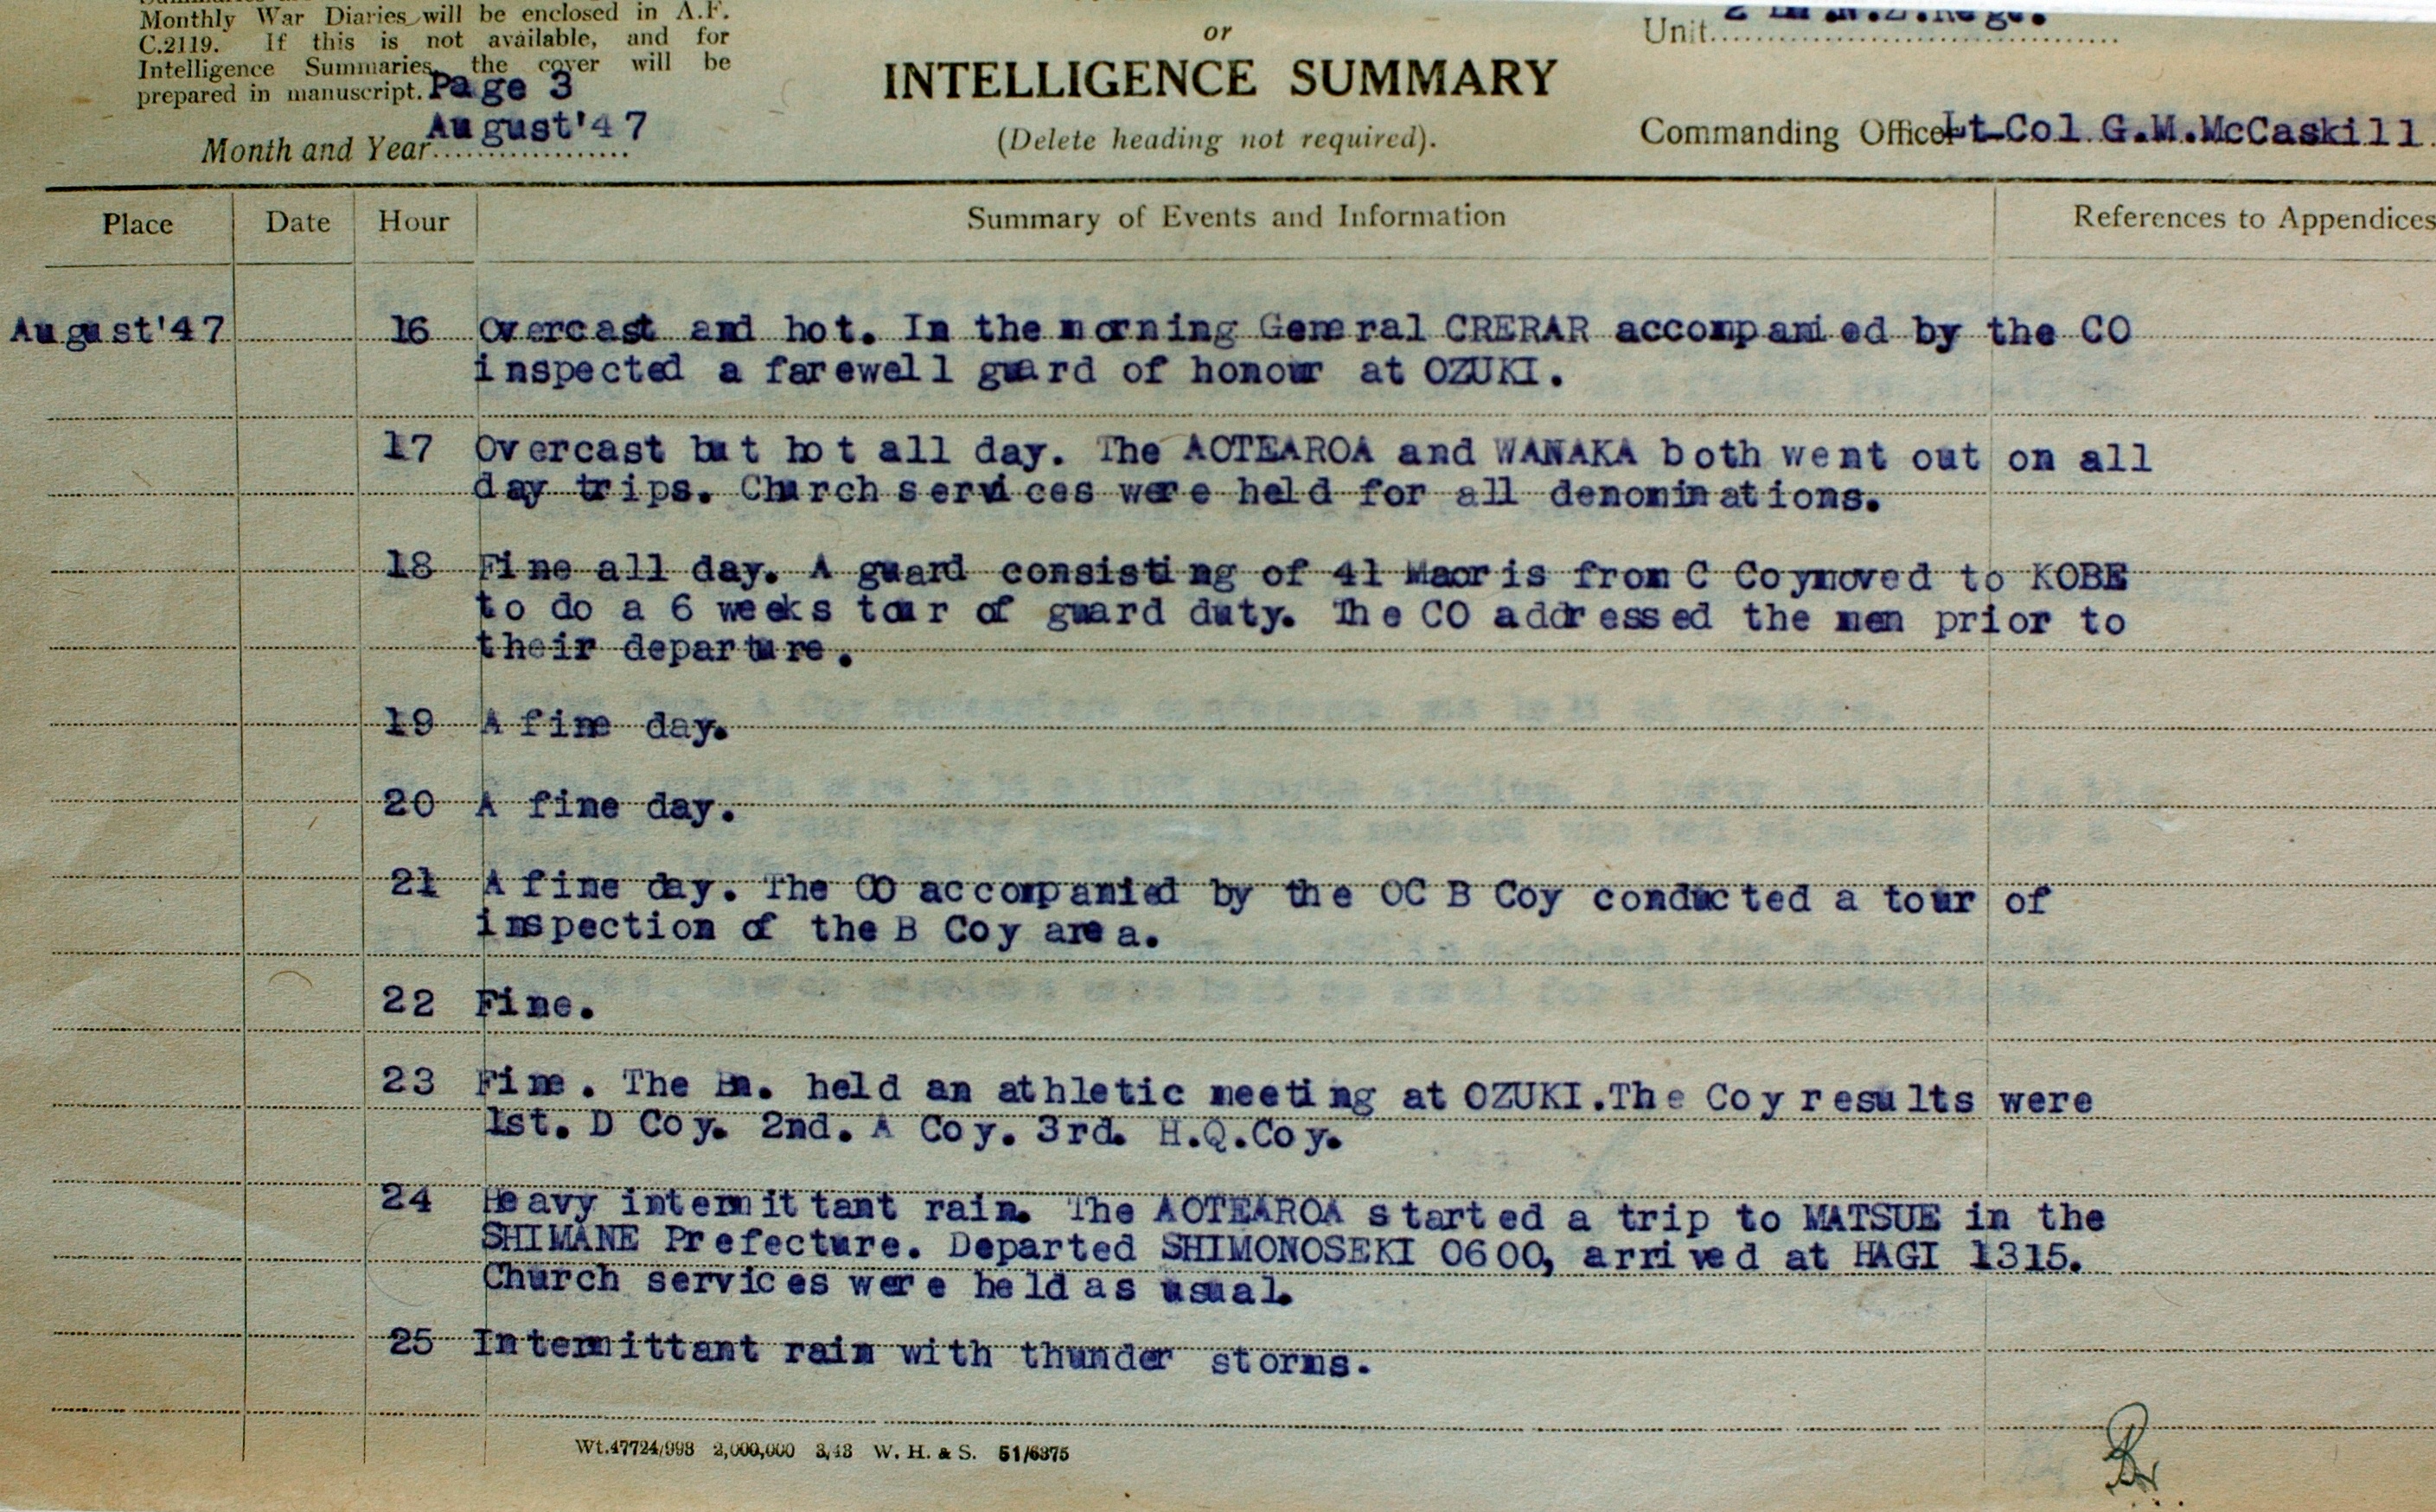 Monthly War Diaries will be enclosed in A.F.
C.2119. If this is not available, and for
Intelligence Summaries, the cover will be
prepared in manuscript. Page 3
Month and Year August'47
or
INTELLIGENCE SUMMARY
(Delete heading not required).
Unit
Commanding Officer Lt-Col G.M.McCaskill.
Place Date Hour Summary of Events and Information References to Appendices
August'47 16 Overcast and hot. In the morning General CRERAR accompanied by the CO
inspected a farewell guard of honour at OZUKI.
17 Overcast but hot all day. The AOTEAROA and WANAKA both went out on all
day trips. Church services were held for all denominations.
18 Fine all day. A guard consisting of 41 Maoris from C Coy moved to KOBE
to do a 6 weeks tour of guard duty. The CO addressed the men prior to
their departure.
19 A fine day.
20 A fine day.
21 A fine day. The CO accompanied by the OC B Coy conducted a tour of
inspection of the B Coy area.
22 Fine.
23 Fine. The Bn. held an athletic meeting at OZUKI.The Coy results were
1st. D Coy. 2nd. A Coy. 3rd. H.Q.Coy.
24 Heavy intermittant rain. The AOTEAROA started a trip to MATSUE in the
SHIMANE Prefecture. Departed SHIMONOSEKI 0600, arrived at HAGI 1315.
Church services were held as usual.
25 Intermittant rain with thunder storms.
Wt.47724/993 2,000,000 3/43 W. H. & S. 51/6375